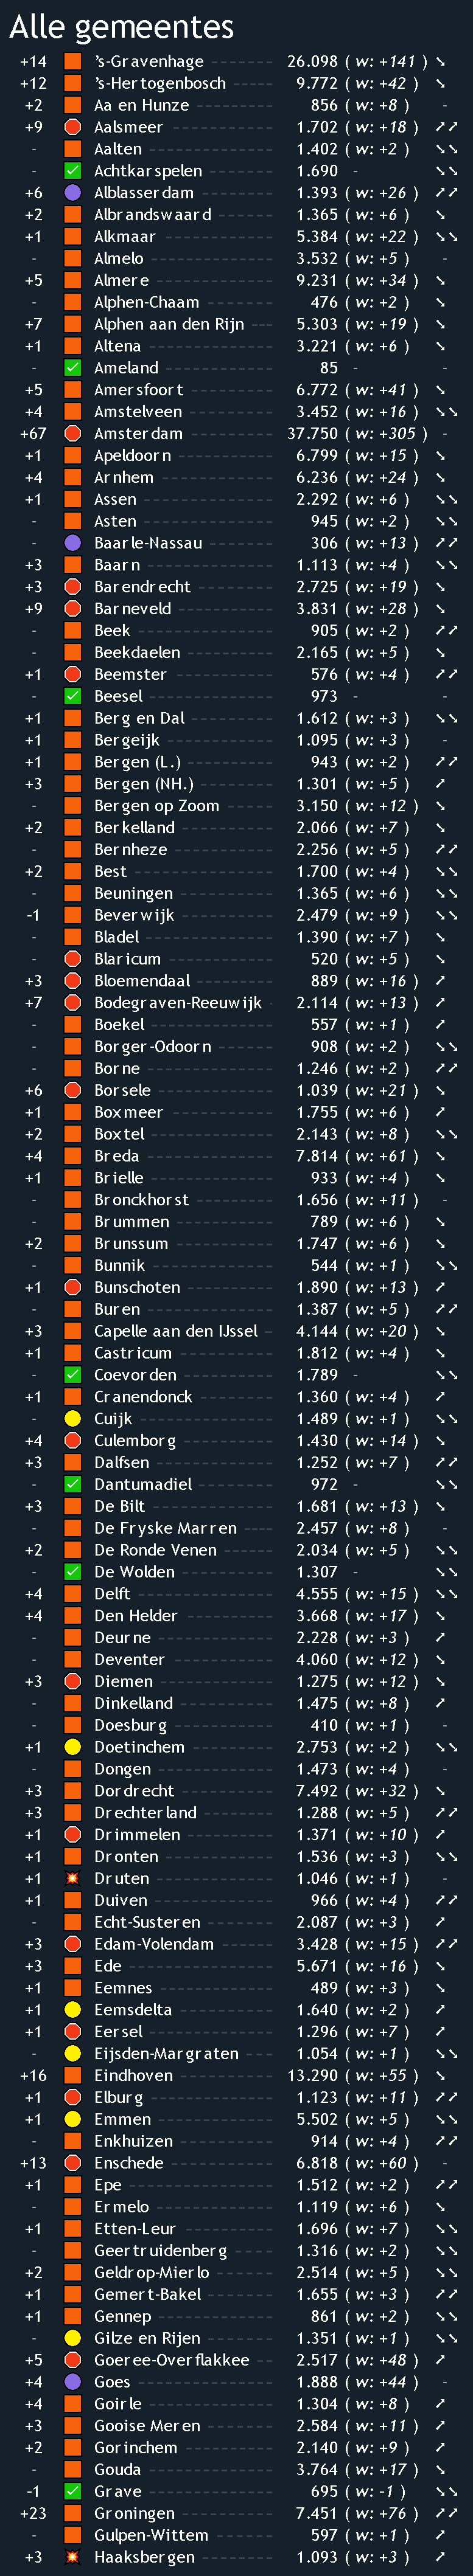 Alle gemeentes
+14 's-Gravenhage 26.098 ( w: +141 ) ➘
+12 's-Hertogenbosch 9.772 ( w: +42 ) ➘
+2 Aa en Hunze 856 ( w: +8 ) -
+9 Aalsmeer 1.702 ( w: +18 ) ➚➚
- Aalten 1.402 ( w: +2 ) ➘➘
- Achtkarspelen 1.690 - ➘➘
+6 Alblasserdam 1.393 ( w: +26 ) ➚➚
+2 Albrandswaard 1.365 ( w: +6 ) ➘
+1 Alkmaar 5.384 ( w: +22 ) ➘➘
- Almelo 3.532 ( w: +5 ) -
+5 Almere 9.231 ( w: +34 ) ➘
- Alphen-Chaam 476 ( w: +2 ) ➘
+7 Alphen aan den Rijn 5.303 ( w: +19 ) ➘
+1 Altena 3.221 ( w: +6 ) ➘
- Ameland 85 - -
+5 Amersfoort 6.772 ( w: +41 ) ➘
+4 Amstelveen 3.452 ( w: +16 ) ➘➘
+67 Amsterdam 37.750 ( w: +305 ) -
+1 Apeldoorn 6.799 ( w: +15 ) ➘
+4 Arnhem 6.236 ( w: +24 ) ➘
+1 Assen 2.292 ( w: +6 ) ➘➘
- Asten 945 ( w: +2 ) ➘➘
- Baarle-Nassau 306 ( w: +13 ) ➚➚
+3 Baarn 1.113 ( w: +4 ) ➘➘
+3 Barendrecht 2.725 ( w: +19 ) ➘
+9 Barneveld 3.831 ( w: +28 ) ➘
- Beek 905 ( w: +2 ) ➚➚
- Beekdaelen 2.165 ( w: +5 ) ➘
+1 Beemster 576 ( w: +4 ) ➚➚
- Beesel 973 - -
+1 Berg en Dal 1.612 ( w: +3 ) ➘➘
+1 Bergeijk 1.095 ( w: +3 ) -
+1 Bergen (L.) 943 ( w: +2 ) ➚➚
+3 Bergen (NH.) 1.301 ( w: +5 ) ➚
- Bergen op Zoom 3.150 ( w: +12 ) ➘
+2 Berkelland 2.066 ( w: +7 ) ➘
- Bernheze 2.256 ( w: +5 ) ➚➚
+2 Best 1.700 ( w: +4 ) ➘➘
- Beuningen 1.365 ( w: +6 ) ➘➘
-1 Beverwijk 2.479 ( w: +9 ) ➘➘
- Bladel 1.390 ( w: +7 ) ➘
- Blaricum 520 ( w: +5 ) ➘
+3 Bloemendaal 889 ( w: +16 ) ➚
+7 Bodegraven-Reeuwijk 2.114 ( w: +13 ) ➚
- Boekel 557 ( w: +1 ) ➚
- Borger-Odoorn 908 ( w: +2 ) ➘➘
- Borne 1.246 ( w: +2 ) ➚➚
+6 Borsele 1.039 ( w: +21 ) ➘
+1 Boxmeer 1.755 ( w: +6 ) ➚
+2 Boxtel 2.143 ( w: +8 ) ➘➘
+4 Breda 7.814 ( w: +61 ) ➘
+1 Brielle 933 ( w: +4 ) ➘
- Bronckhorst 1.656 ( w: +11 ) -
- Brummen 789 ( w: +6 ) ➘
+2 Brunssum 1.747 ( w: +6 ) ➘
- Bunnik 544 ( w: +1 ) ➘➘
+1 Bunschoten 1.890 ( w: +13 ) ➚
- Buren 1.387 ( w: +5 ) ➚➚
+3 Capelle aan den IJssel 4.144 ( w: +20 ) ➘
+1 Castricum 1.812 ( w: +4 ) ➘
- Coevorden 1.789 - ➘➘
+1 Cranendonck 1.360 ( w: +4 ) ➚
- Cuijk 1.489 ( w: +1 ) ➘➘
+4 Culemborg 1.430 ( w: +14 ) ➘
+3 Dalfsen 1.252 ( w: +7 ) ➚➚
- Dantumadiel 972 - ➘➘
+3 De Bilt 1.681 ( w: +13 ) ➘
- De Fryske Marren 2.457 ( w: +8 ) -
+2 De Ronde Venen 2.034 ( w: +5 ) ➘➘
- De Wolden 1.307 - ➘➘
+4 Delft 4.555 ( w: +15 ) ➘➘
+4 Den Helder 3.668 ( w: +17 ) ➘
- Deurne 2.228 ( w: +3 ) ➚
- Deventer 4.060 ( w: +12 ) ➘
+3 Diemen 1.275 ( w: +12 ) ➘
- Dinkelland 1.475 ( w: +8 ) ➚
- Doesburg 410 ( w: +1 ) -
+1 Doetinchem 2.753 ( w: +2 ) ➘➘
- Dongen 1.473 ( w: +4 ) -
+3 Dordrecht 7.492 ( w: +32 ) ➘
+3 Drechterland 1.288 ( w: +5 ) ➚➚
+1 Drimmelen 1.371 ( w: +10 ) ➚
+1 Dronten 1.536 ( w: +3 ) ➘➘
+1 Druten 1.046 ( w: +1 ) -
+1 Duiven 966 ( w: +4 ) ➚➚
- Echt-Susteren 2.087 ( w: +3 ) ➚
+3 Edam-Volendam 3.428 ( w: +15 ) ➚➚
+3 Ede 5.671 ( w: +16 ) ➘
+1 Eemnes 489 ( w: +3 ) ➘
+1 Eemsdelta 1.640 ( w: +2 ) ➚
+1 Eersel 1.296 ( w: +7 ) ➚
- Eijsden-Margraten 1.054 ( w: +1 ) ➘➘
+16 Eindhoven 13.290 ( w: +55 ) ➘
+1 Elburg 1.123 ( w: +11 ) ➚➚
+1 Emmen 5.502 ( w: +5 ) ➘➘
- Enkhuizen 914 ( w: +4 ) ➚➚
+13 Enschede 6.818 ( w: +60 ) -
+1 Epe 1.512 ( w: +2 ) ➚➚
- Ermelo 1.119 ( w: +6 ) ➘
+1 Etten-Leur 1.696 ( w: +7 ) ➘➘
- Geertruidenberg 1.316 ( w: +2 ) ➘➘
+2 Geldrop-Mierlo 2.514 ( w: +5 ) ➘➘
+1 Gemert-Bakel 1.655 ( w: +3 ) ➚➚
+1 Gennep 861 ( w: +2 ) ➘➘
- Gilze en Rijen 1.351 ( w: +1 ) ➘➘
+5 Goeree-Overflakkee 2.517 ( w: +48 ) ➚
+4 Goes 1.888 ( w: +44 ) -
+4 Goirle 1.304 ( w: +8 ) ➚
+3 Gooise Meren 2.584 ( w: +11 ) ➚
+2 Gorinchem 2.140 ( w: +9 ) ➚
- Gouda 3.764 ( w: +17 ) ➘
-1 Grave 695 ( w: -1 ) ➘➘
+23 Groningen 7.451 ( w: +76 ) ➚➚
- Gulpen-Wittem 597 ( w: +1 ) ➚
+3 Haaksbergen 1.093 ( w: +3 ) ➚